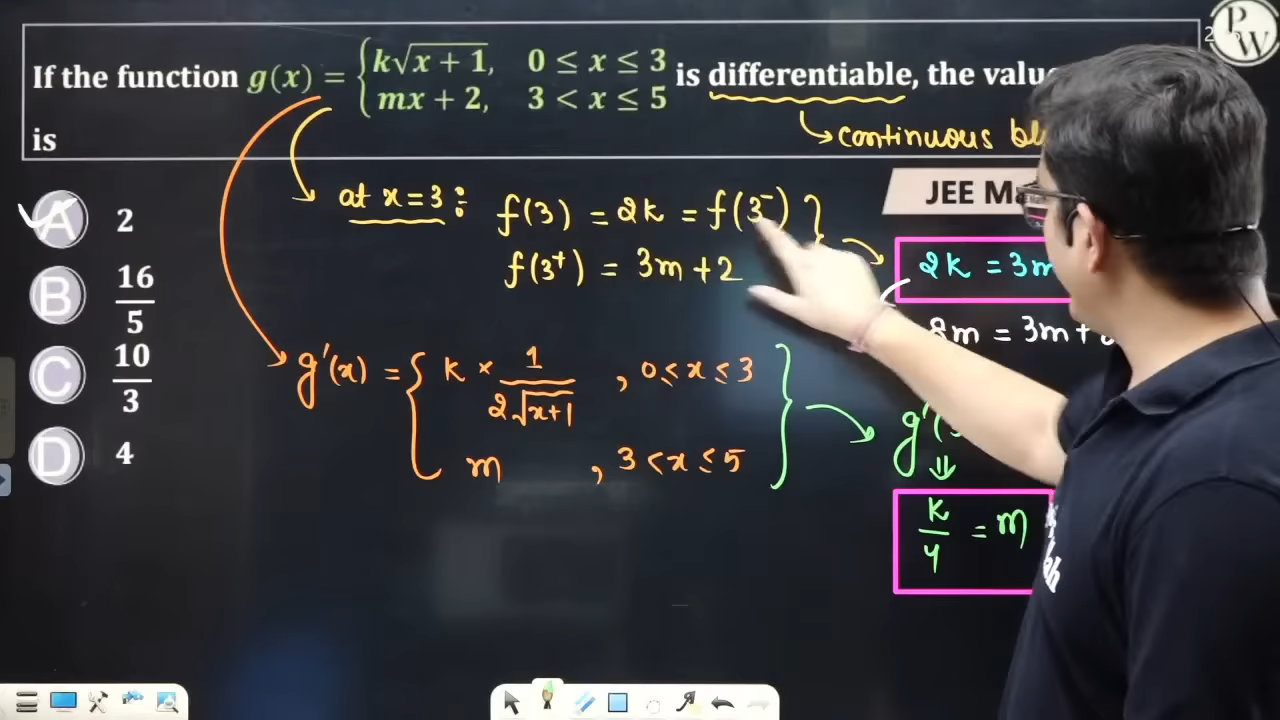 If the function g(x) = {k√x + 1, 0 ≤ x ≤ 3 is differentiable, the
mx + 2, 3 < x ≤ 5
is
continuous
at x=3 : f(3) = 2k = f(3⁻) }
f(3⁺) = 3m + 2
JEE
2k = 3m
= 3m +
A 2
B 16/5
C 10/3
D 4
g'(x) = { k × 1/2√x+1 , 0 ≤ x ≤ 3 }
m , 3 < x ≤ 5
g'(
⇓
k/4 = m
PW